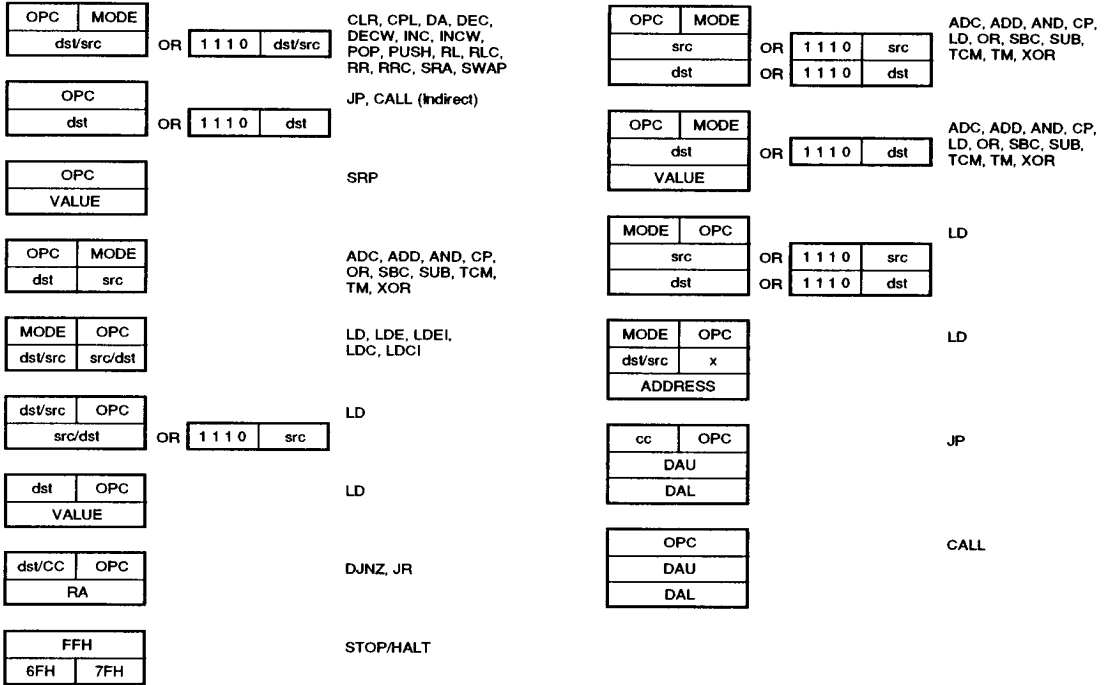 OPC MODE
dst/src OR 1 1 1 0 dst/src
CLR, CPL, DA, DEC,
DECW, INC, INCW,
POP, PUSH, RL, RLC,
RR, RRC, SRA, SWAP
OPC
dst OR 1 1 1 0 dst
JP, CALL (Indirect)
OPC
VALUE
SRP
OPC MODE
dst src
ADC, ADD, AND, CP,
OR, SBC, SUB, TCM,
TM, XOR
MODE OPC
dst/src src/dst
LD, LDE, LDEI,
LDC, LDCI
dst/src OPC
src/dst OR 1 1 1 0 src
LD
dst OPC
VALUE
LD
dst/CC OPC
RA
DJNZ, JR
FFH
6FH 7FH
STOP/HALT
OPC MODE
src OR 1 1 1 0 src
dst OR 1 1 1 0 dst
ADC, ADD, AND, CP,
LD, OR, SBC, SUB,
TCM, TM, XOR
OPC MODE
dst OR 1 1 1 0 dst
VALUE
ADC, ADD, AND, CP,
LD, OR, SBC, SUB,
TCM, TM, XOR
MODE OPC
src OR 1 1 1 0 src
dst OR 1 1 1 0 dst
LD
MODE OPC
dst/src x
ADDRESS
LD
cc OPC
DAU
DAL
JP
OPC
DAU
DAL
CALL